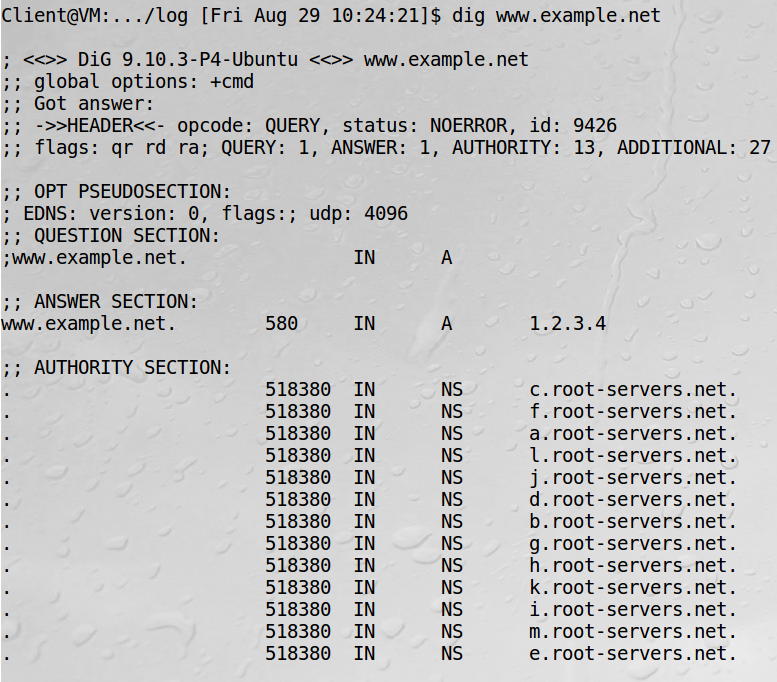 Client@VM:.../log [Fri Aug 29 10:24:21]$ dig www.example.net

; <<>> DiG 9.10.3-P4-Ubuntu <<>> www.example.net
;; global options: +cmd
;; Got answer:
;; ->>HEADER<<- opcode: QUERY, status: NOERROR, id: 9426
;; flags: qr rd ra; QUERY: 1, ANSWER: 1, AUTHORITY: 13, ADDITIONAL: 27

;; OPT PSEUDOSECTION:
; EDNS: version: 0, flags:; udp: 4096
;; QUESTION SECTION:
;www.example.net.		IN	A

;; ANSWER SECTION:
www.example.net.	580	IN	A	1.2.3.4

;; AUTHORITY SECTION:
.			518380	IN	NS	c.root-servers.net.
.			518380	IN	NS	f.root-servers.net.
.			518380	IN	NS	a.root-servers.net.
.			518380	IN	NS	l.root-servers.net.
.			518380	IN	NS	j.root-servers.net.
.			518380	IN	NS	d.root-servers.net.
.			518380	IN	NS	b.root-servers.net.
.			518380	IN	NS	g.root-servers.net.
.			518380	IN	NS	h.root-servers.net.
.			518380	IN	NS	k.root-servers.net.
.			518380	IN	NS	i.root-servers.net.
.			518380	IN	NS	m.root-servers.net.
.			518380	IN	NS	e.root-servers.net.